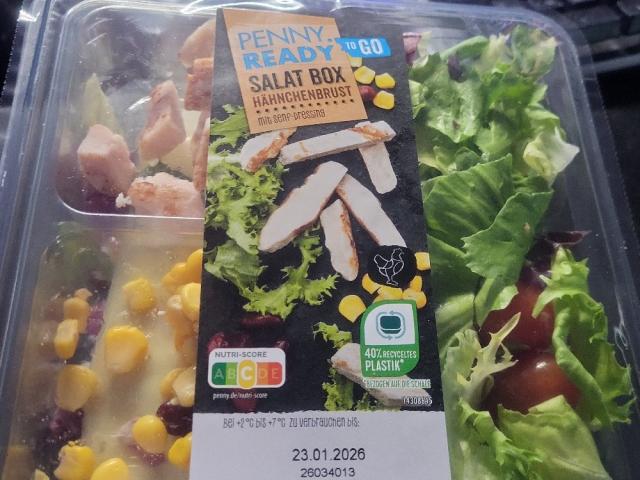 PENNY.
READY
TO GO
SALAT BOX
HÄHNCHENBRUST
mit Senf-Dressing
NUTRI-SCORE
A B C D E
penny.de/nutri-score
40% RECYCELTES
PLASTIK*
*BEZOGEN AUF DIE SCHALE
Bei +2°C bis +7°C zu verbrauchen bis:
23.01.2026
26034013